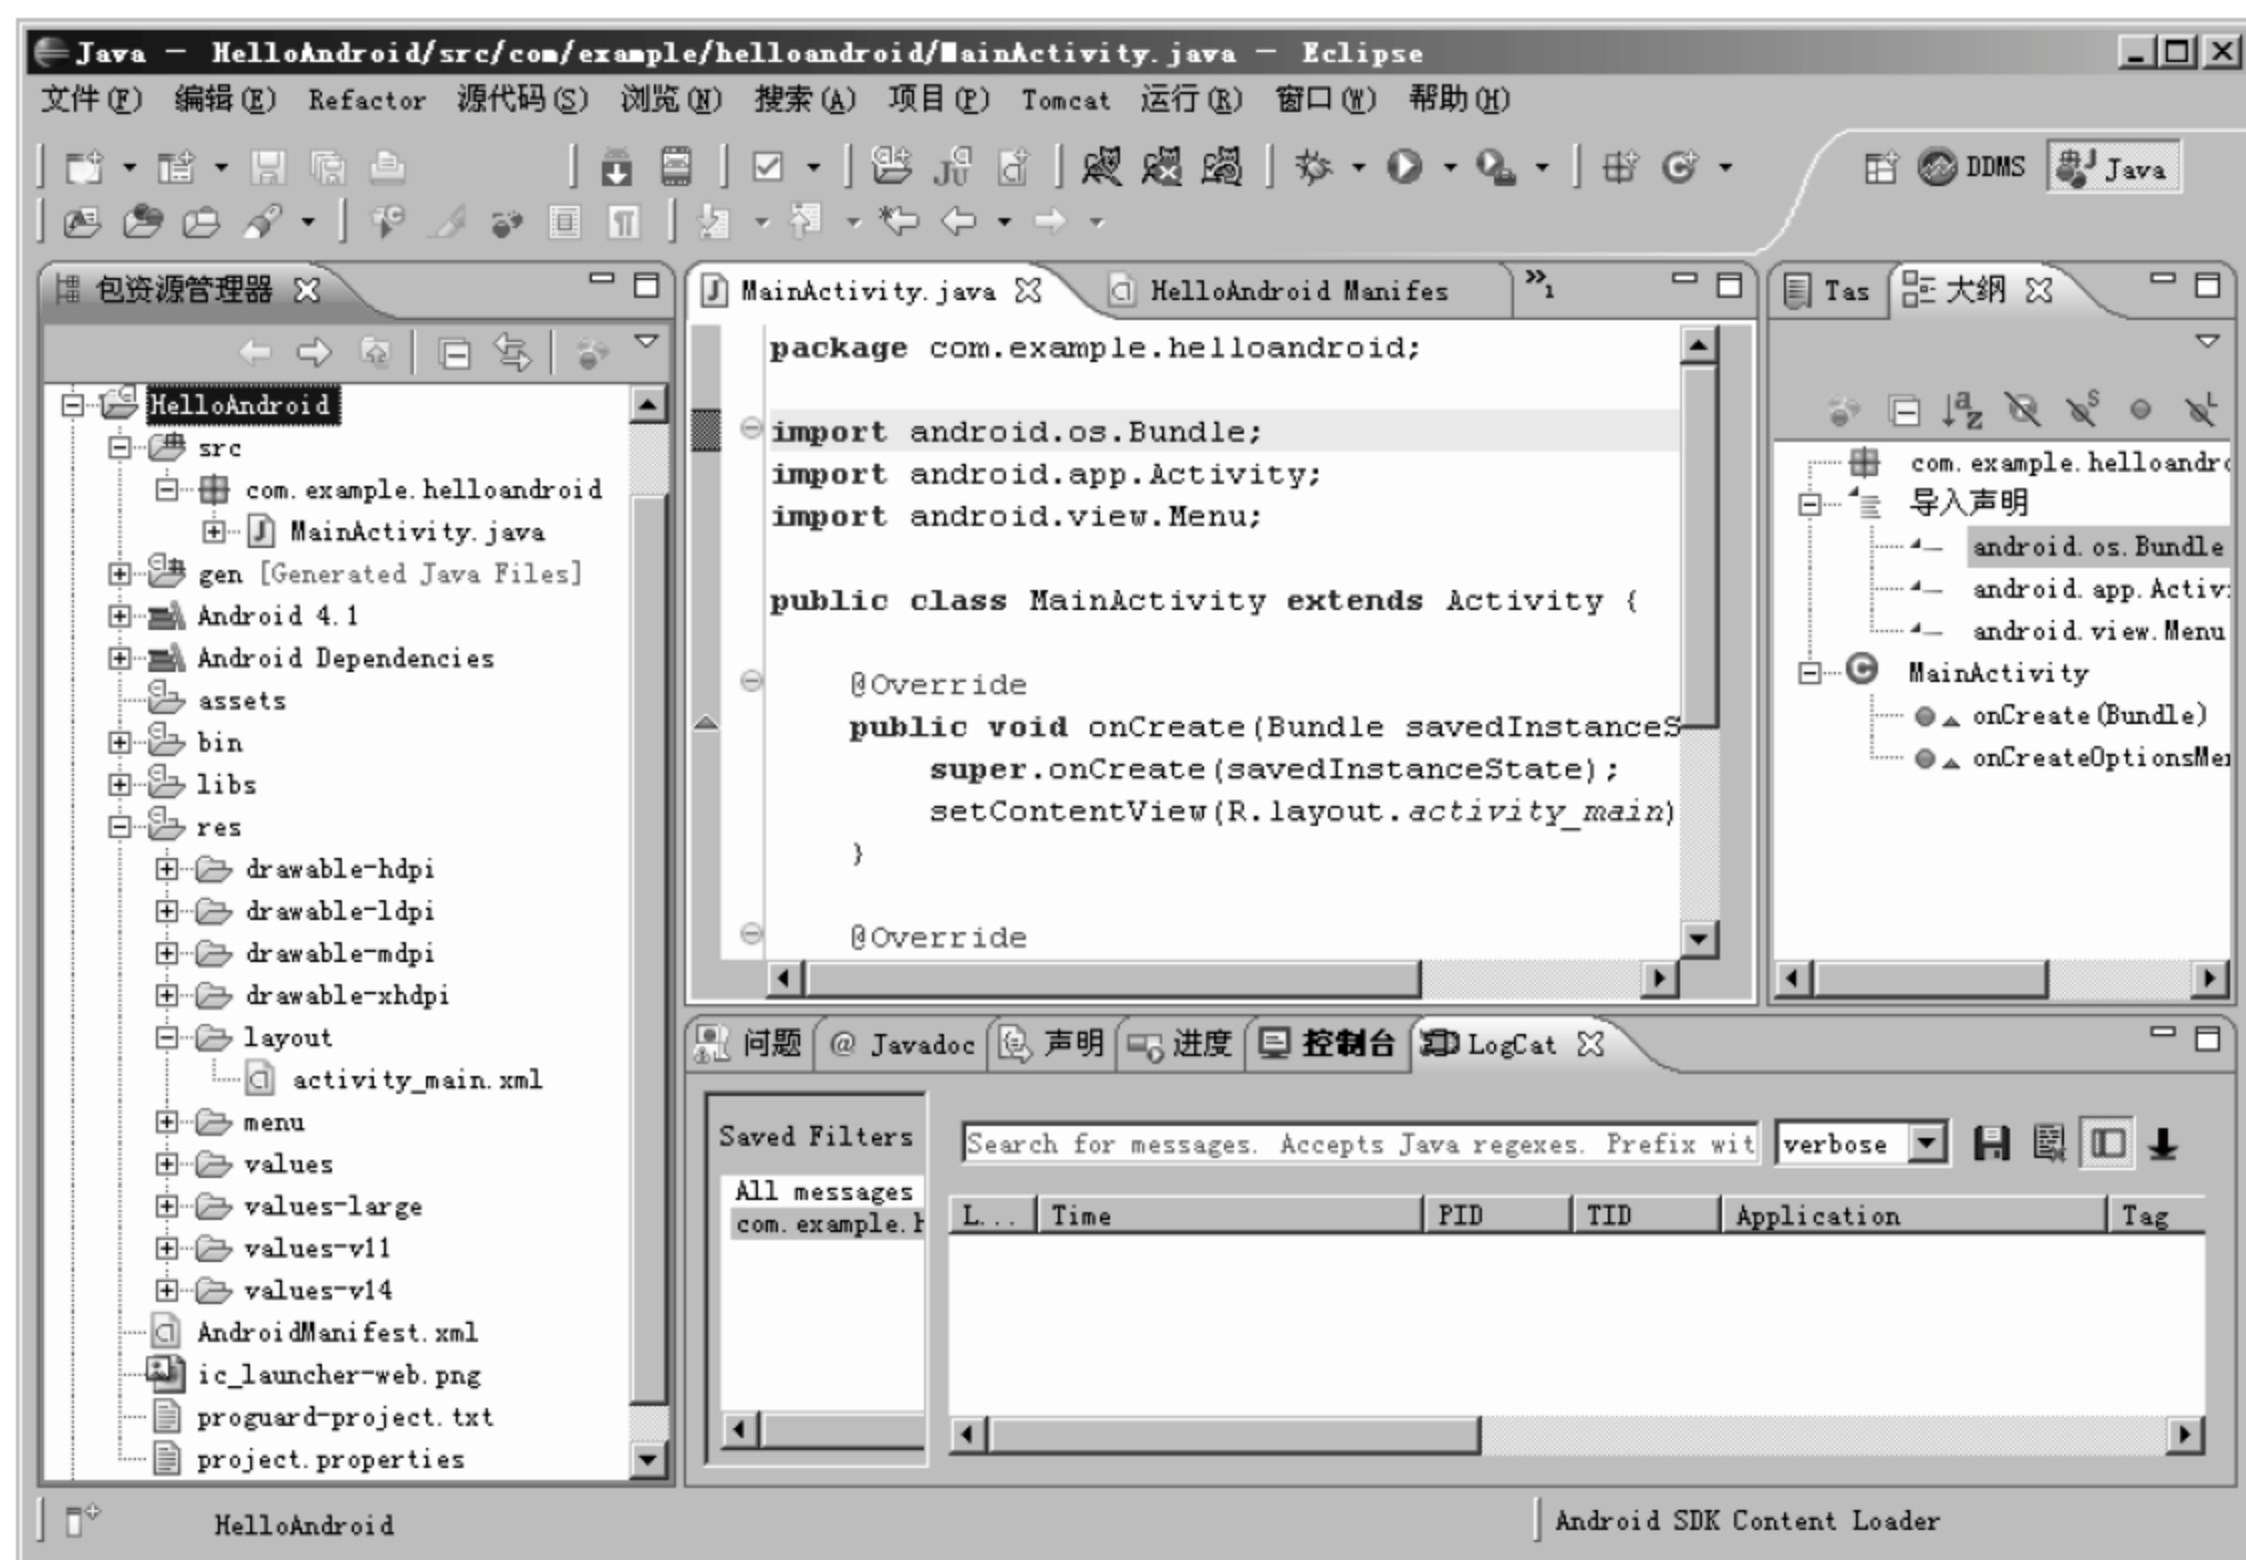 Java - HelloAndroid/src/com/example/helloandroid/MainActivity.java - Eclipse
文件(F) 编辑(E) Refactor 源代码(S) 浏览(N) 搜索(A) 项目(P) Tomcat 运行(R) 窗口(W) 帮助(H)
DDMS Java
包资源管理器
HelloAndroid
src
com.example.helloandroid
MainActivity.java
gen [Generated Java Files]
Android 4.1
Android Dependencies
assets
bin
libs
res
drawable-hdpi
drawable-ldpi
drawable-mdpi
drawable-xhdpi
layout
activity_main.xml
menu
values
values-large
values-v11
values-v14
AndroidManifest.xml
ic_launcher-web.png
proguard-project.txt
project.properties
MainActivity.java HelloAndroid Manifes »1
package com.example.helloandroid;
import android.os.Bundle;
import android.app.Activity;
import android.view.Menu;
public class MainActivity extends Activity {
@Override
public void onCreate(Bundle savedInstanceS
super.onCreate(savedInstanceState);
setContentView(R.layout.activity_main)
}
@Override
Tas 大纲
com.example.helloandro
导入声明
android.os.Bundle
android.app.Activi
android.view.Menu
MainActivity
onCreate(Bundle)
onCreateOptionsMen
问题 @ Javadoc 声明 进度 控制台 LogCat
Saved Filters
All messages
com.example.h
Search for messages. Accepts Java regexes. Prefix wit verbose
L... Time PID TID Application Tag
HelloAndroid Android SDK Content Loader